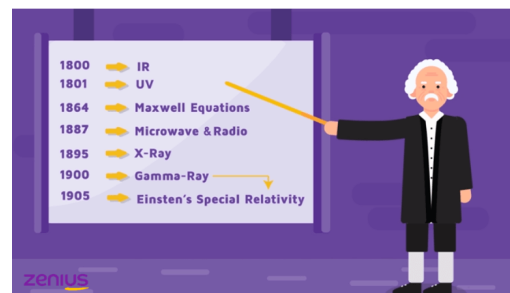 1800 IR
1801 UV
1864 Maxwell Equations
1887 Microwave & Radio
1895 X-Ray
1900 Gamma-Ray
1905 Einsten's Special Relativity
zenius